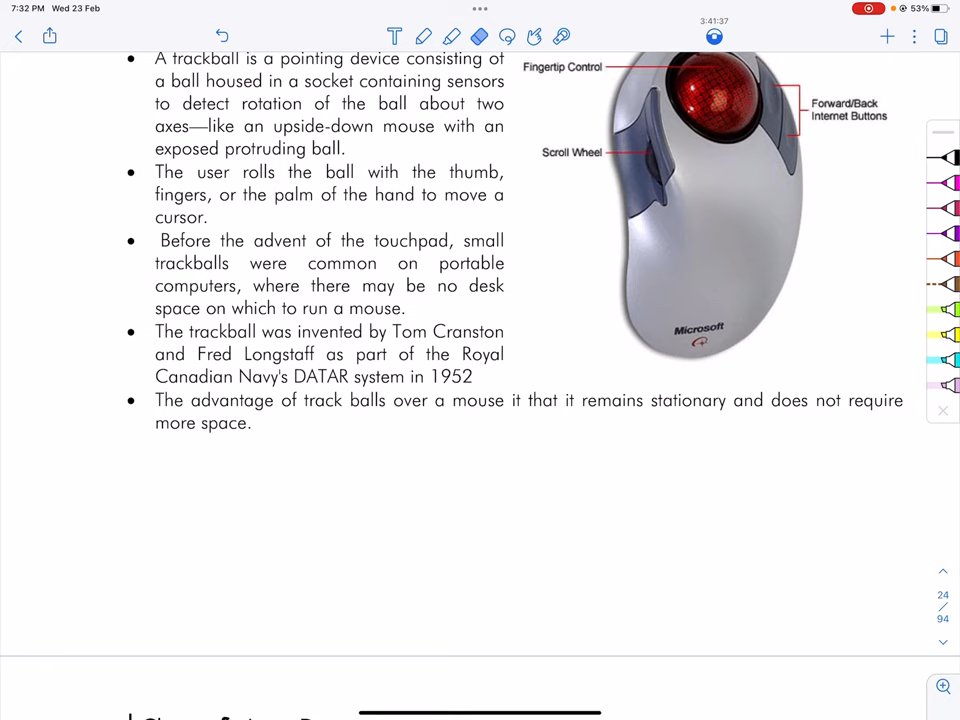 7:32 PM Wed 23 Feb
53%
3:41:37
T
• A trackball is a pointing device consisting of
a ball housed in a socket containing sensors
to detect rotation of the ball about two
axes—like an upside-down mouse with an
exposed protruding ball.
• The user rolls the ball with the thumb,
fingers, or the palm of the hand to move a
cursor.
• Before the advent of the touchpad, small
trackballs were common on portable
computers, where there may be no desk
space on which to run a mouse.
• The trackball was invented by Tom Cranston
and Fred Longstaff as part of the Royal
Canadian Navy's DATAR system in 1952
• The advantage of track balls over a mouse it that it remains stationary and does not require
more space.
Fingertip Control
Forward/Back
Internet Buttons
Scroll Wheel
Microsoft
24
/
94